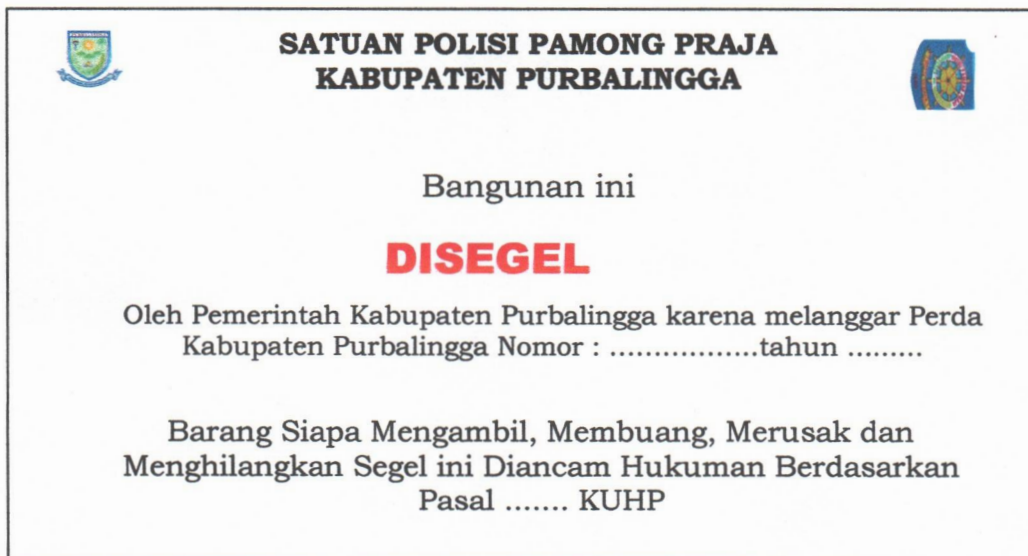 SATUAN POLISI PAMONG PRAJA
KABUPATEN PURBALINGGA
Bangunan ini
DISEGEL
Oleh Pemerintah Kabupaten Purbalingga karena melanggar Perda
Kabupaten Purbalingga Nomor : ..................tahun .........
Barang Siapa Mengambil, Membuang, Merusak dan
Menghilangkan Segel ini Diancam Hukuman Berdasarkan
Pasal ....... KUHP